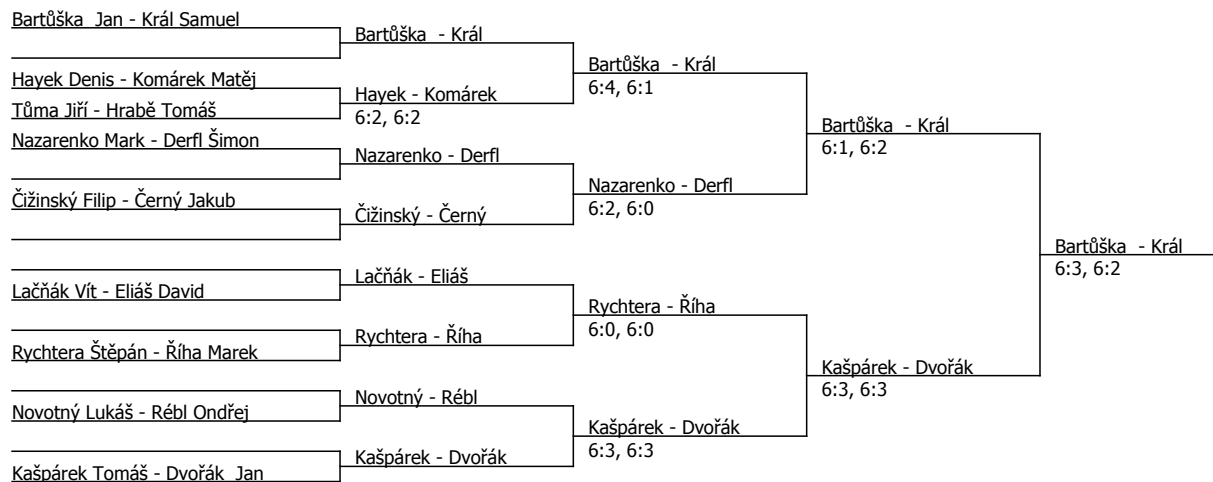 Bartůška  Jan - Král Samuel
Hayek Denis - Komárek Matěj
Tůma Jiří - Hrabě Tomáš
Nazarenko Mark - Derfl Šimon
Čižinský Filip - Černý Jakub
Lačňák Vít - Eliáš David
Rychtera Štěpán - Říha Marek
Novotný Lukáš - Rébl Ondřej
Kašpárek Tomáš - Dvořák  Jan
Bartůška  - Král
Hayek - Komárek
6:2, 6:2
Nazarenko - Derfl
Čižinský - Černý
Lačňák - Eliáš
Rychtera - Říha
Novotný - Rébl
Kašpárek - Dvořák
Bartůška  - Král
6:4, 6:1
Nazarenko - Derfl
6:2, 6:0
Rychtera - Říha
6:0, 6:0
Kašpárek - Dvořák
6:3, 6:3
Bartůška  - Král
6:1, 6:2
Kašpárek - Dvořák
6:3, 6:3
Bartůška  - Král
6:3, 6:2